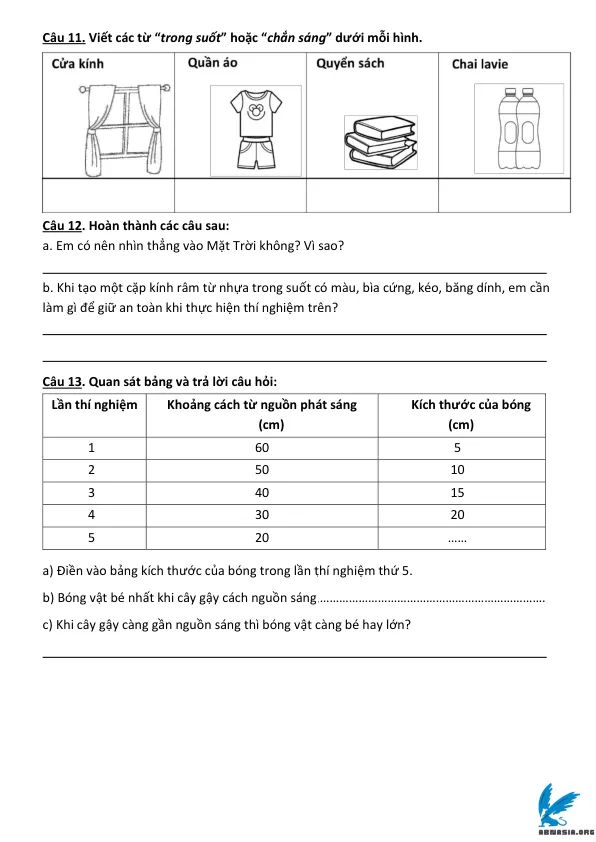 Câu 11. Viết các từ “trong suốt” hoặc “chắn sáng” dưới mỗi hình.
Cửa kính Quần áo Quyển sách Chai lavie
Câu 12. Hoàn thành các câu sau:
a. Em có nên nhìn thẳng vào Mặt Trời không? Vì sao?
b. Khi tạo một cặp kính râm từ nhựa trong suốt có màu, bìa cứng, kéo, băng dính, em cần
làm gì để giữ an toàn khi thực hiện thí nghiệm trên?
Câu 13. Quan sát bảng và trả lời câu hỏi:
Lần thí nghiệm Khoảng cách từ nguồn phát sáng Kích thước của bóng
(cm) (cm)
1 60 5
2 50 10
3 40 15
4 30 20
5 20 ......
a) Điền vào bảng kích thước của bóng trong lần thí nghiệm thứ 5.
b) Bóng vật bé nhất khi cây gậy cách nguồn sáng......................................................................
c) Khi cây gậy càng gần nguồn sáng thì bóng vật càng bé hay lớn?
ABNASIA.ORG